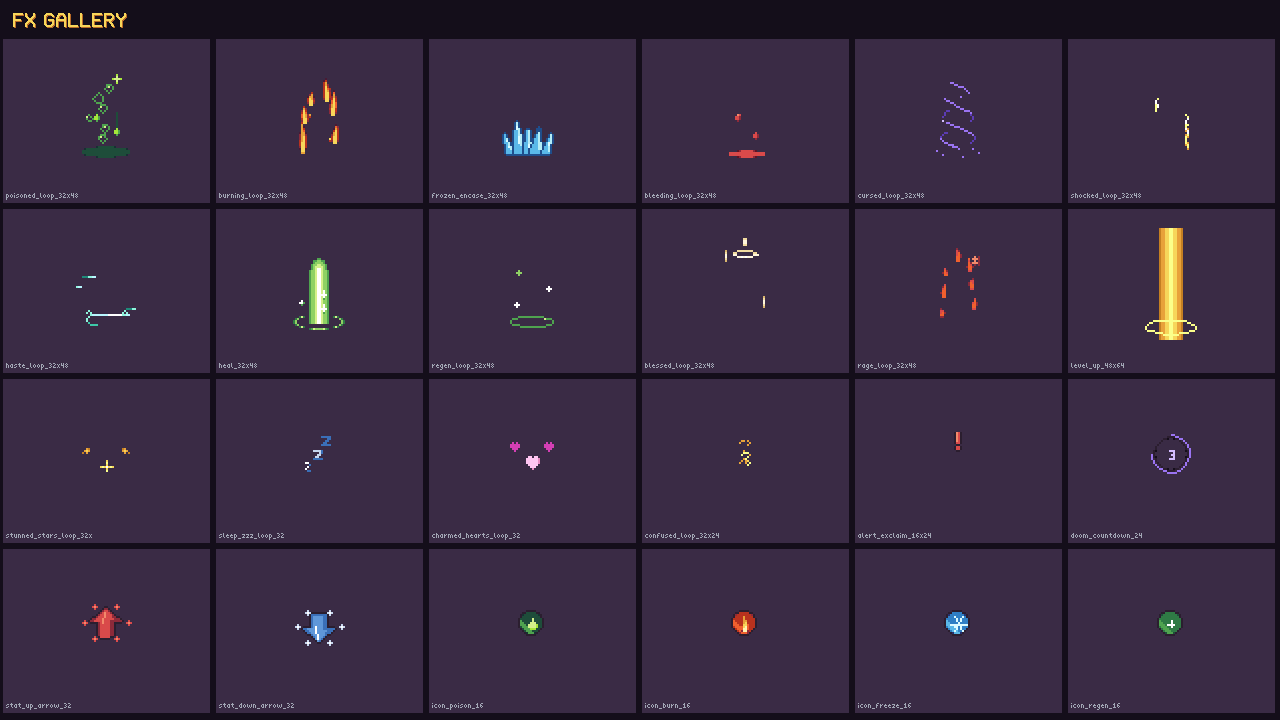 FX GALLERY
poisoned_loop_32x48
burning_loop_32x48
frozen_encase_32x48
bleeding_loop_32x48
cursed_loop_32x48
shocked_loop_32x48
haste_loop_32x48
heal_32x48
regen_loop_32x48
blessed_loop_32x48
rage_loop_32x48
level_up_48x64
z
z
z
!
3
stunned_stars_loop_32x
sleep_zzz_loop_32
charmed_hearts_loop_32
confused_loop_32x24
alert_exclaim_16x24
doom_countdown_24
stat_up_arrow_32
stat_down_arrow_32
icon_poison_16
icon_burn_16
icon_freeze_16
icon_regen_16